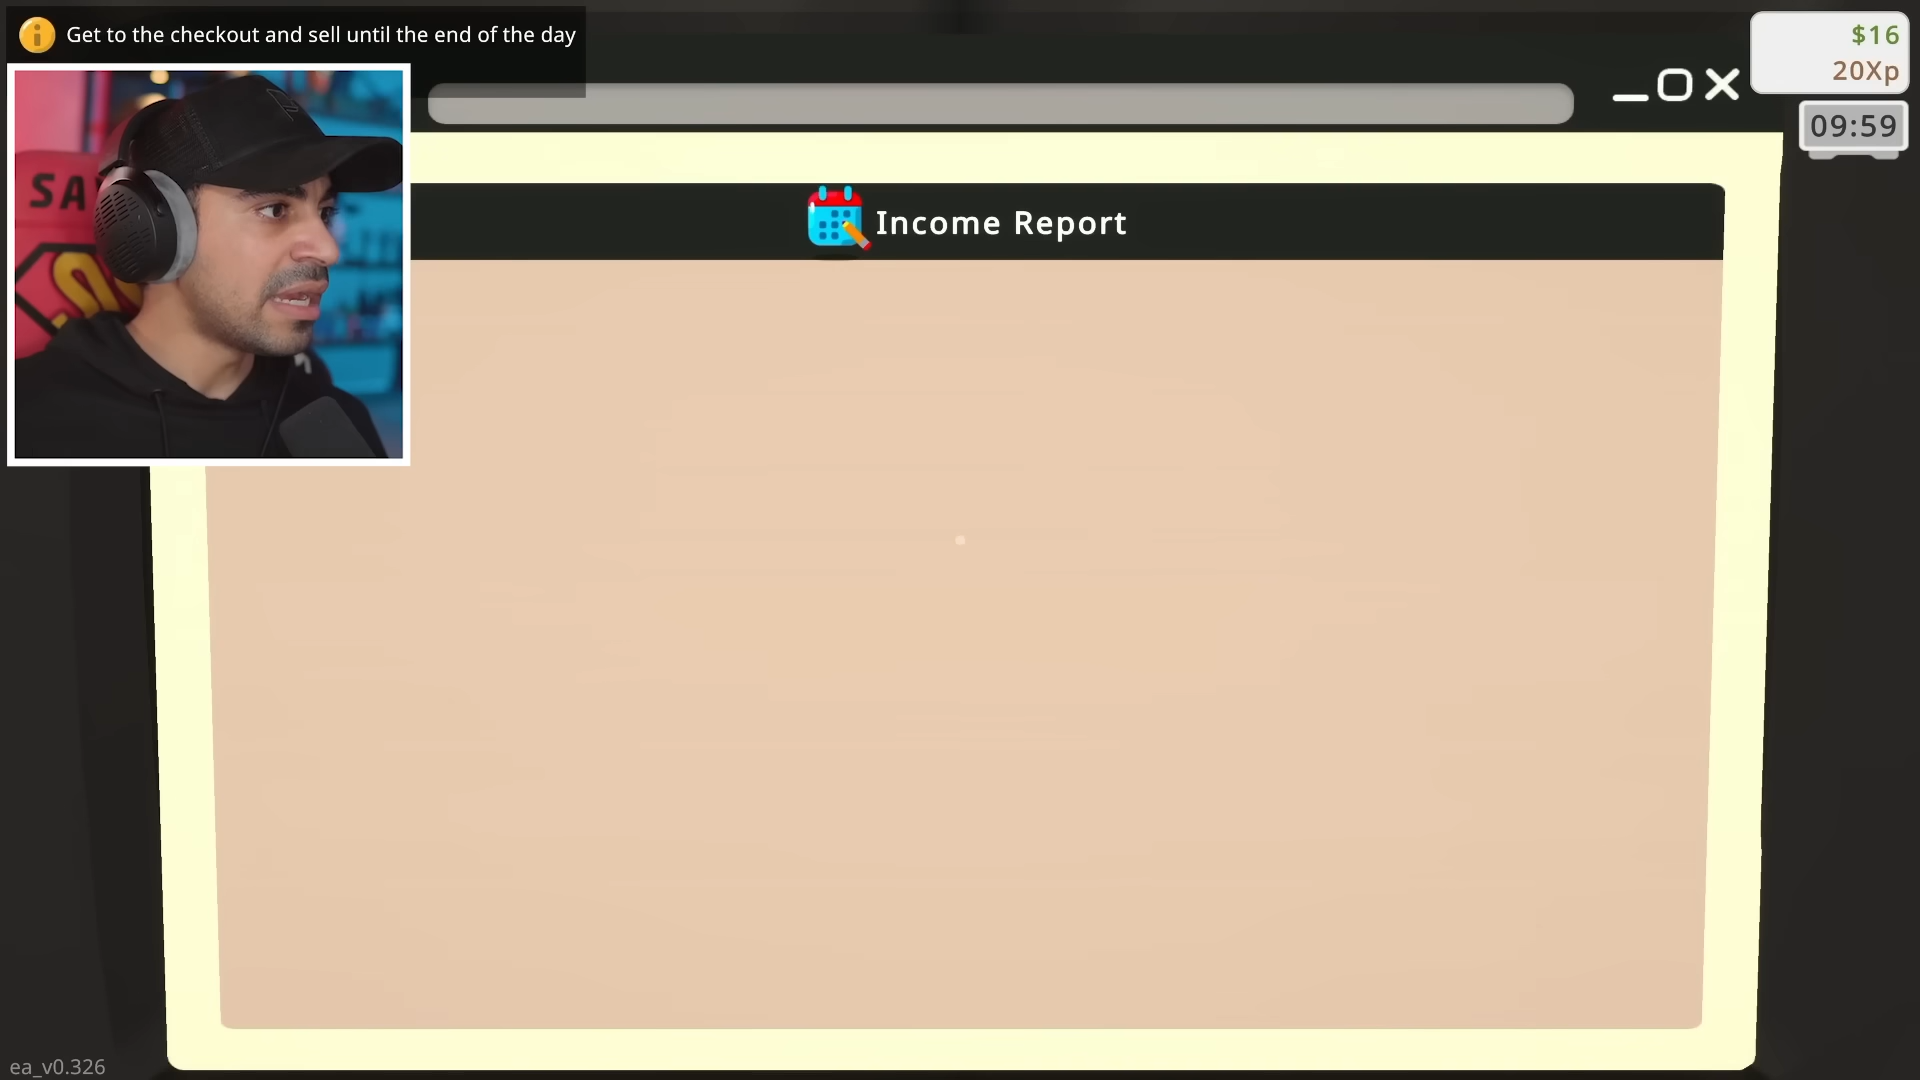 Get to the checkout and sell until the end of the day
$16
20Xp
09:59
SA
Income Report
ea_v0.326